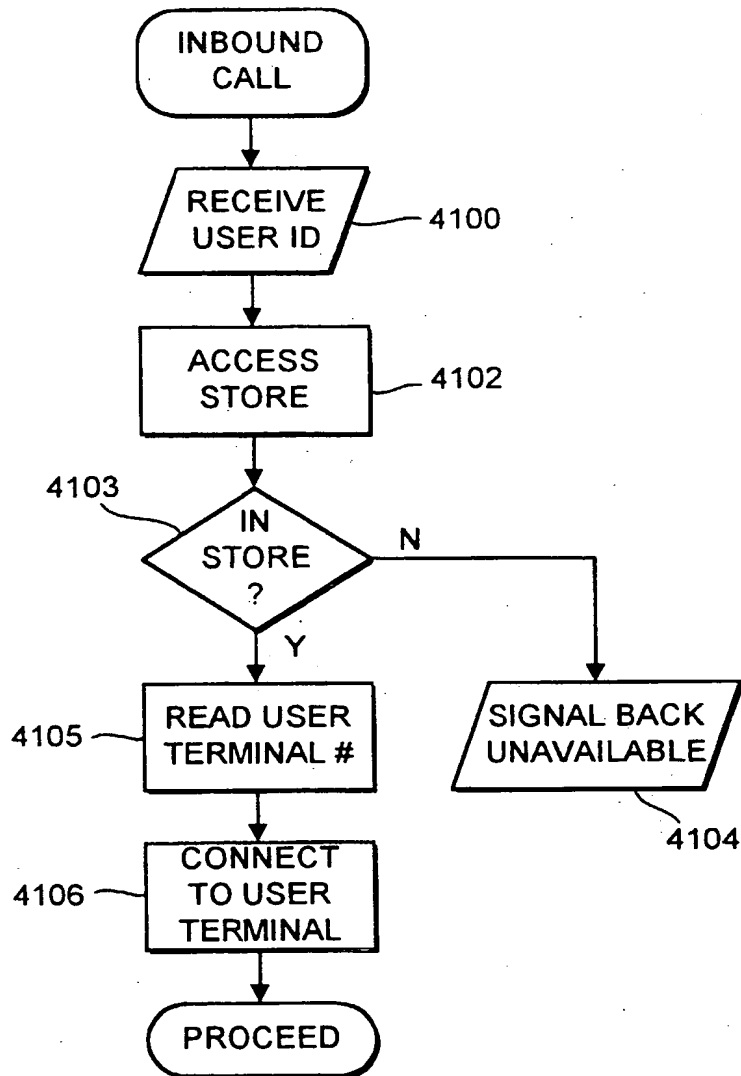 INBOUND
CALL
RECEIVE
USER ID
4100
ACCESS
STORE
4102
4103
IN
STORE
?
N
Y
READ USER
TERMINAL #
4105
SIGNAL BACK
UNAVAILABLE
4104
CONNECT
TO USER
TERMINAL
4106
PROCEED